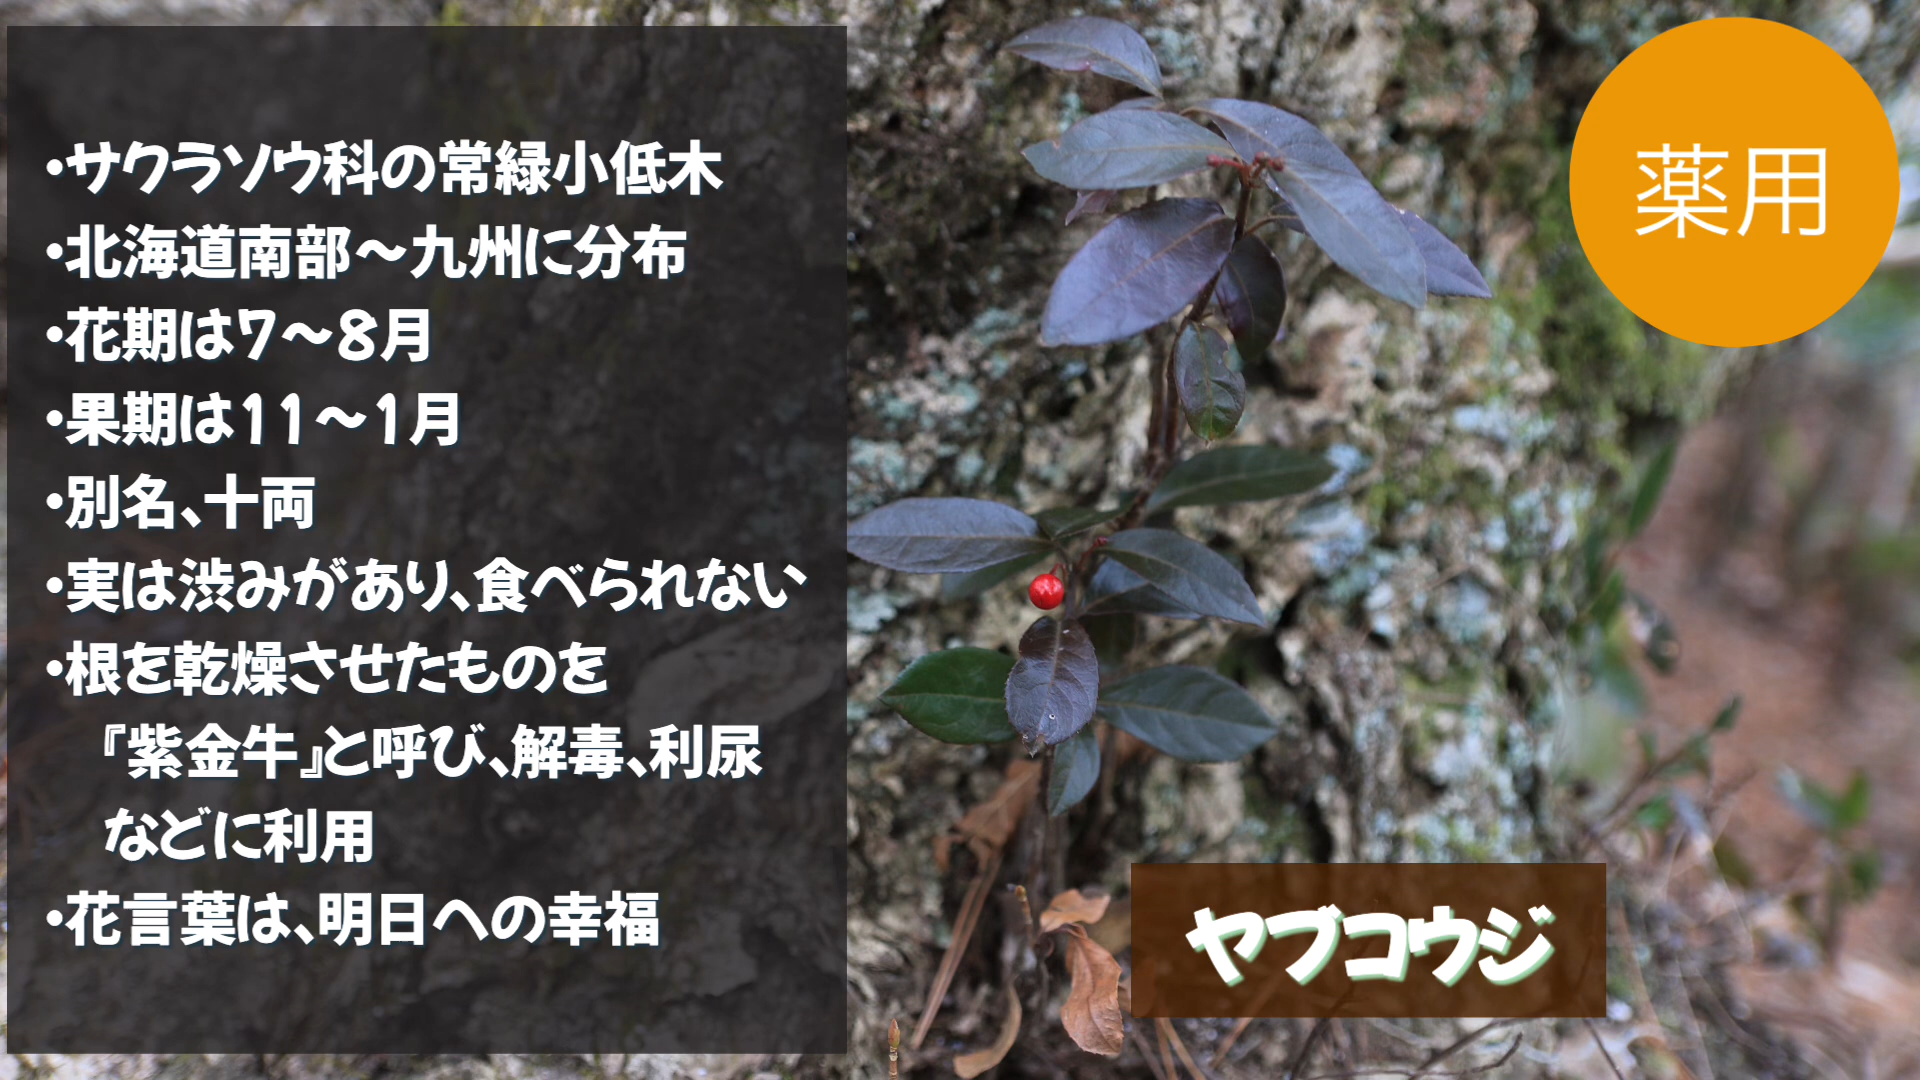 ・サクラソウ科の常緑小低木
・北海道南部～九州に分布
・花期は7～8月
・果期は11～1月
・別名、十両
・実は渋みがあり、食べられない
・根を乾燥させたものを
『紫金牛』と呼び、解毒、利尿
などに利用
・花言葉は、明日への幸福
薬用
ヤブコウジ